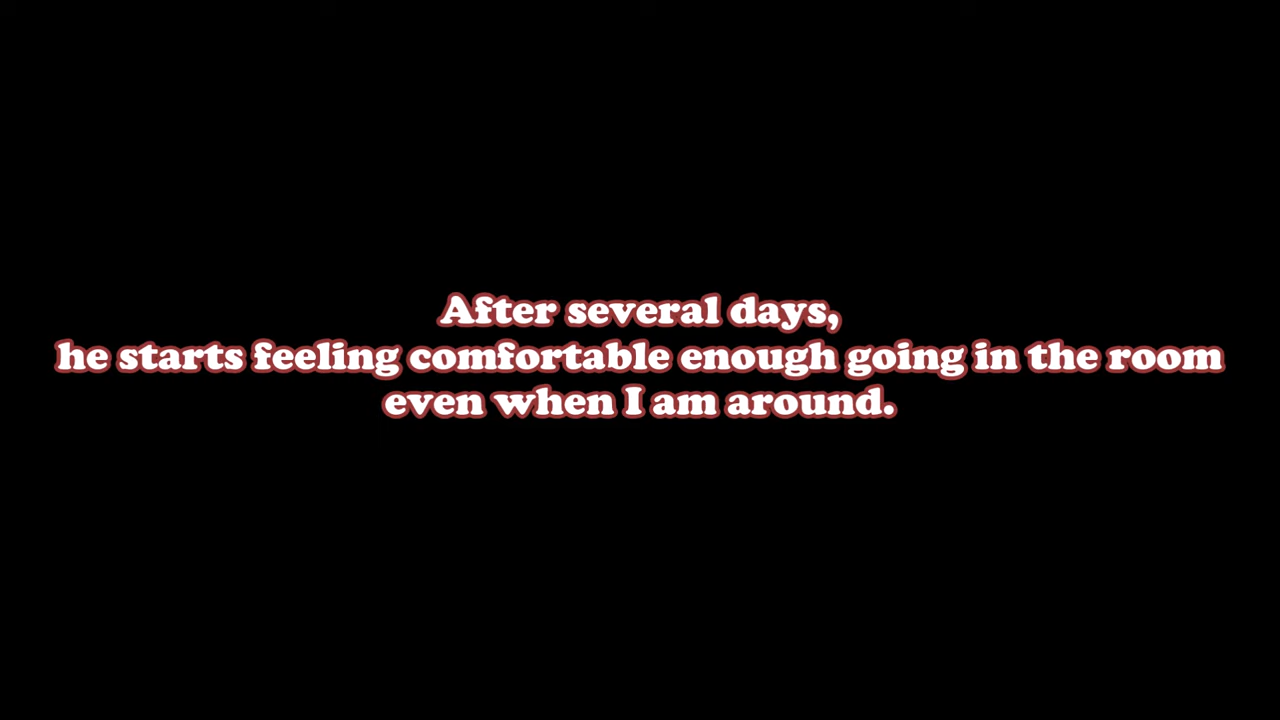 After several days,
he starts feeling comfortable enough going in the room
even when I am around.